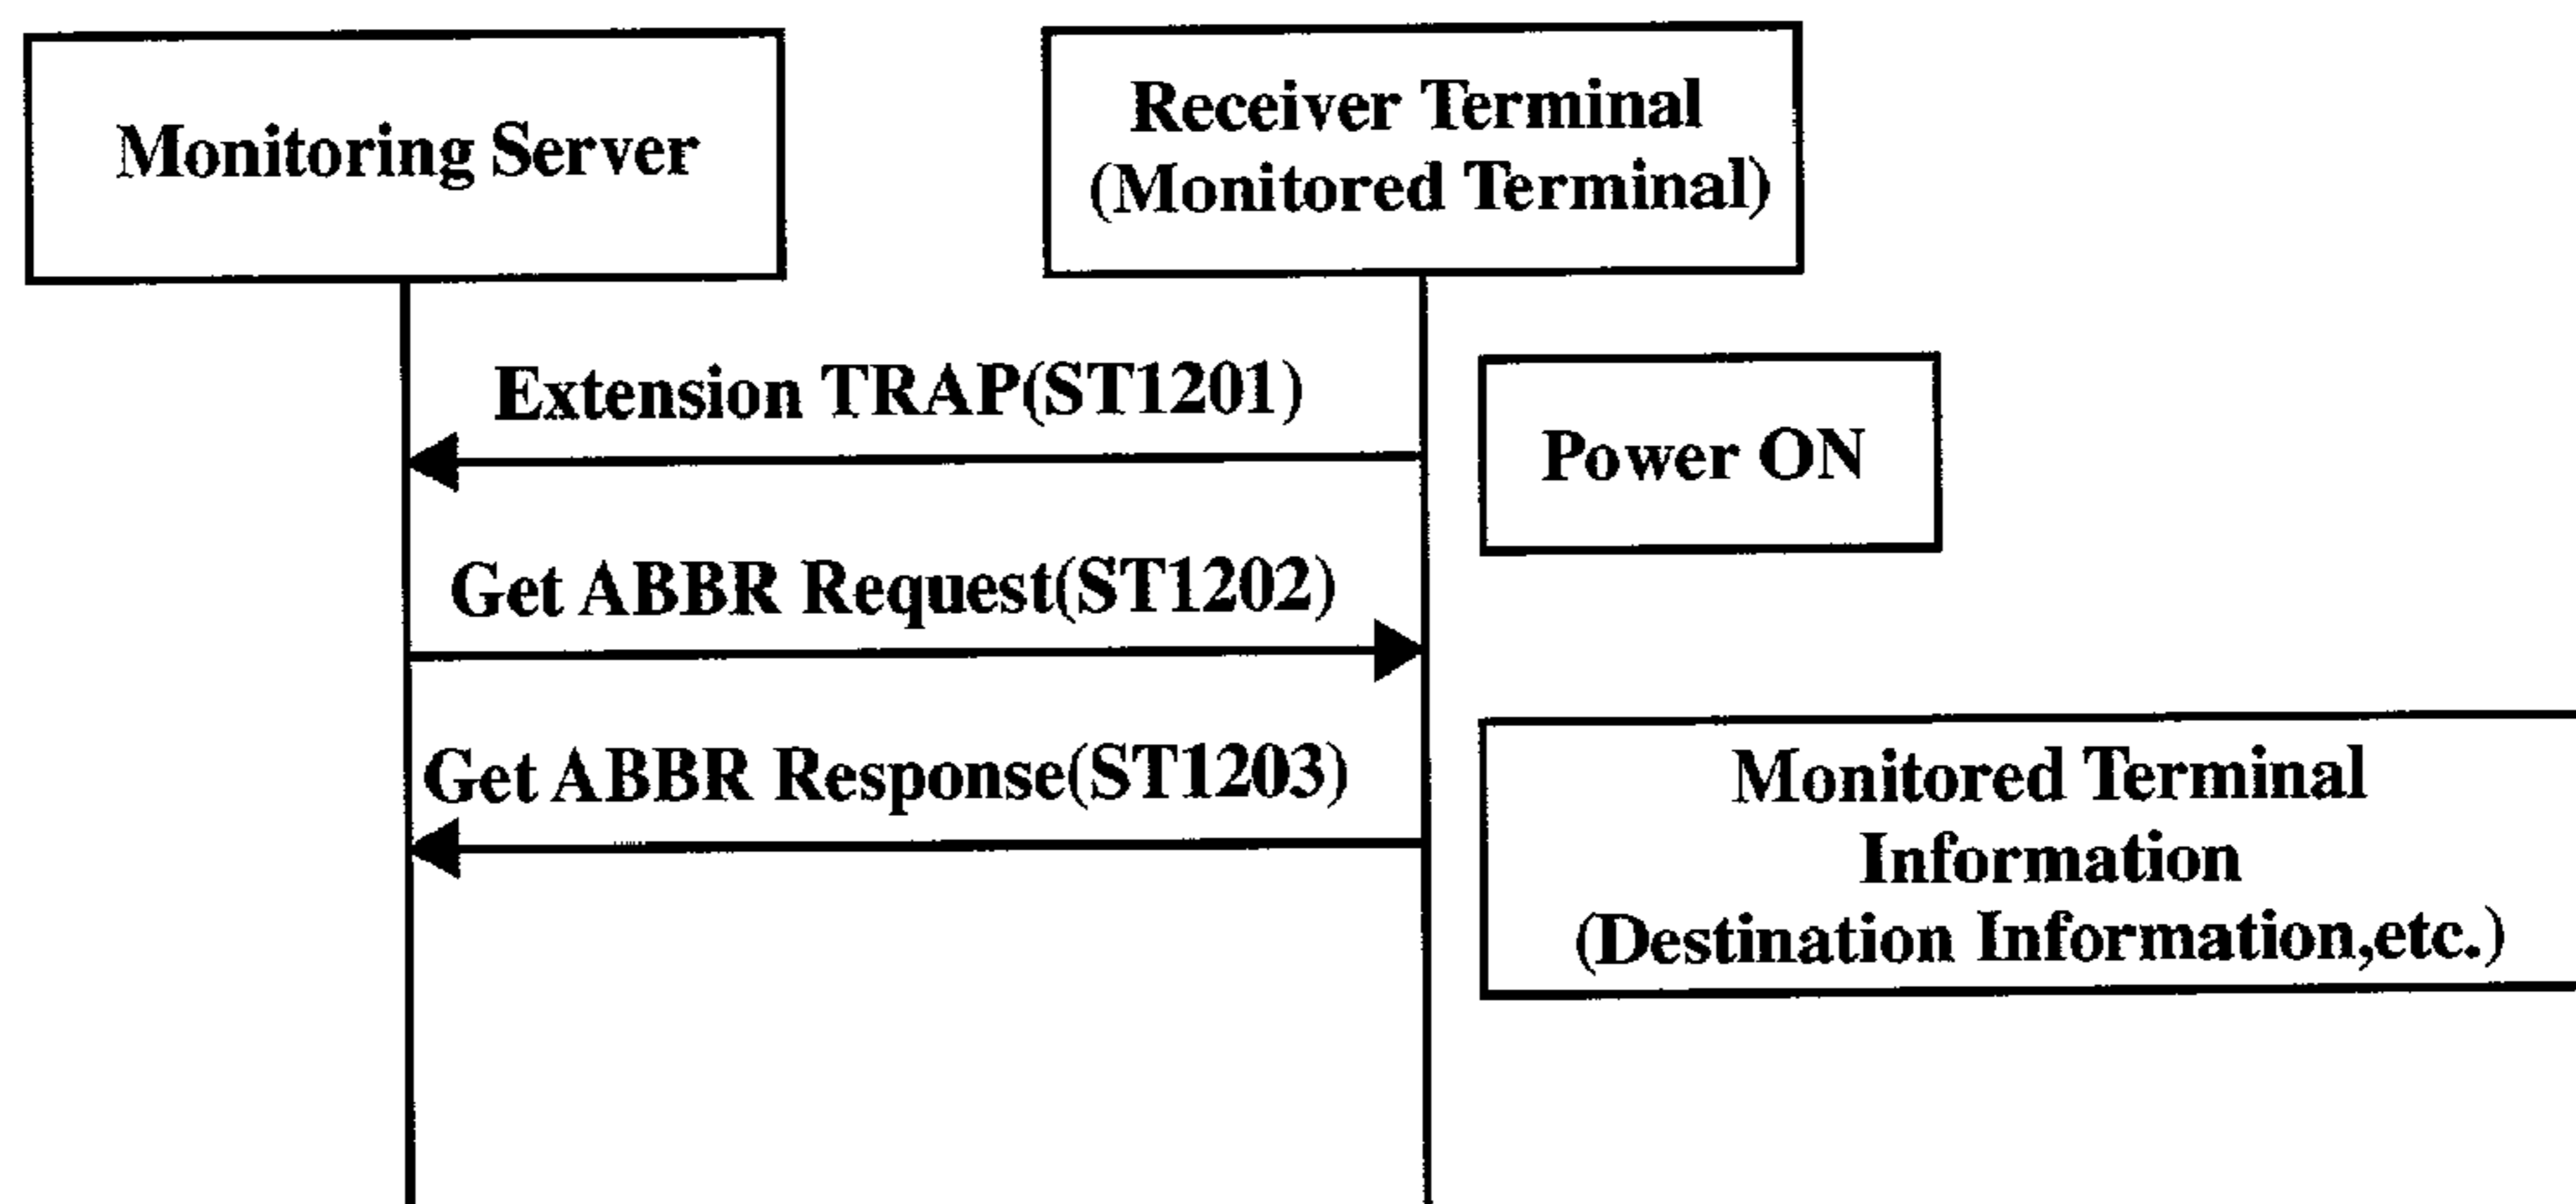 Monitoring Server
Receiver Terminal
(Monitored Terminal)
Extension TRAP(ST1201)
Power ON
Get ABBR Request(ST1202)
Get ABBR Response(ST1203)
Monitored Terminal
Information
(Destination Information,etc.)